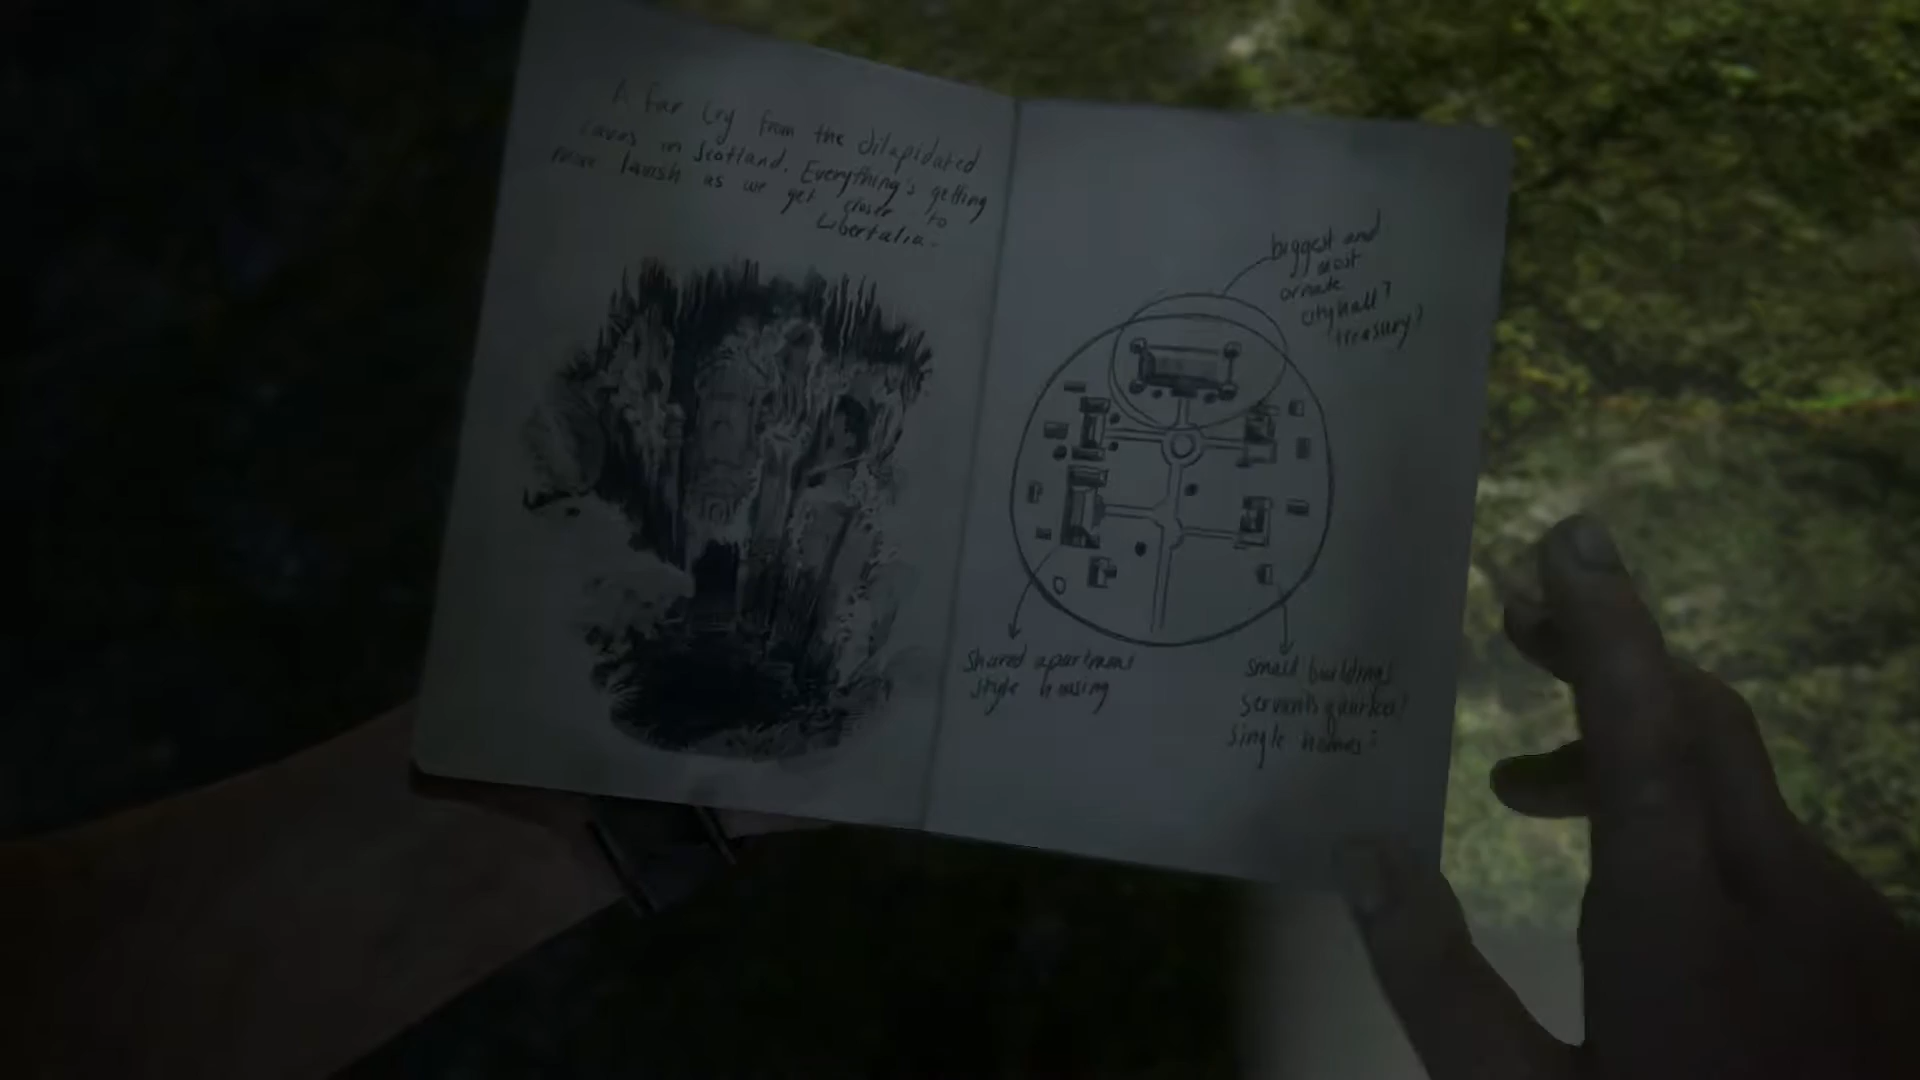 A far cry from the dilapidated
caves in Scotland. Everything's getting
more lavish as we get closer to
Libertalia.
biggest and
most
ornate
city hall?
treasury?
Shared apartment
style housing
small buildings
servants quarters?
single homes?